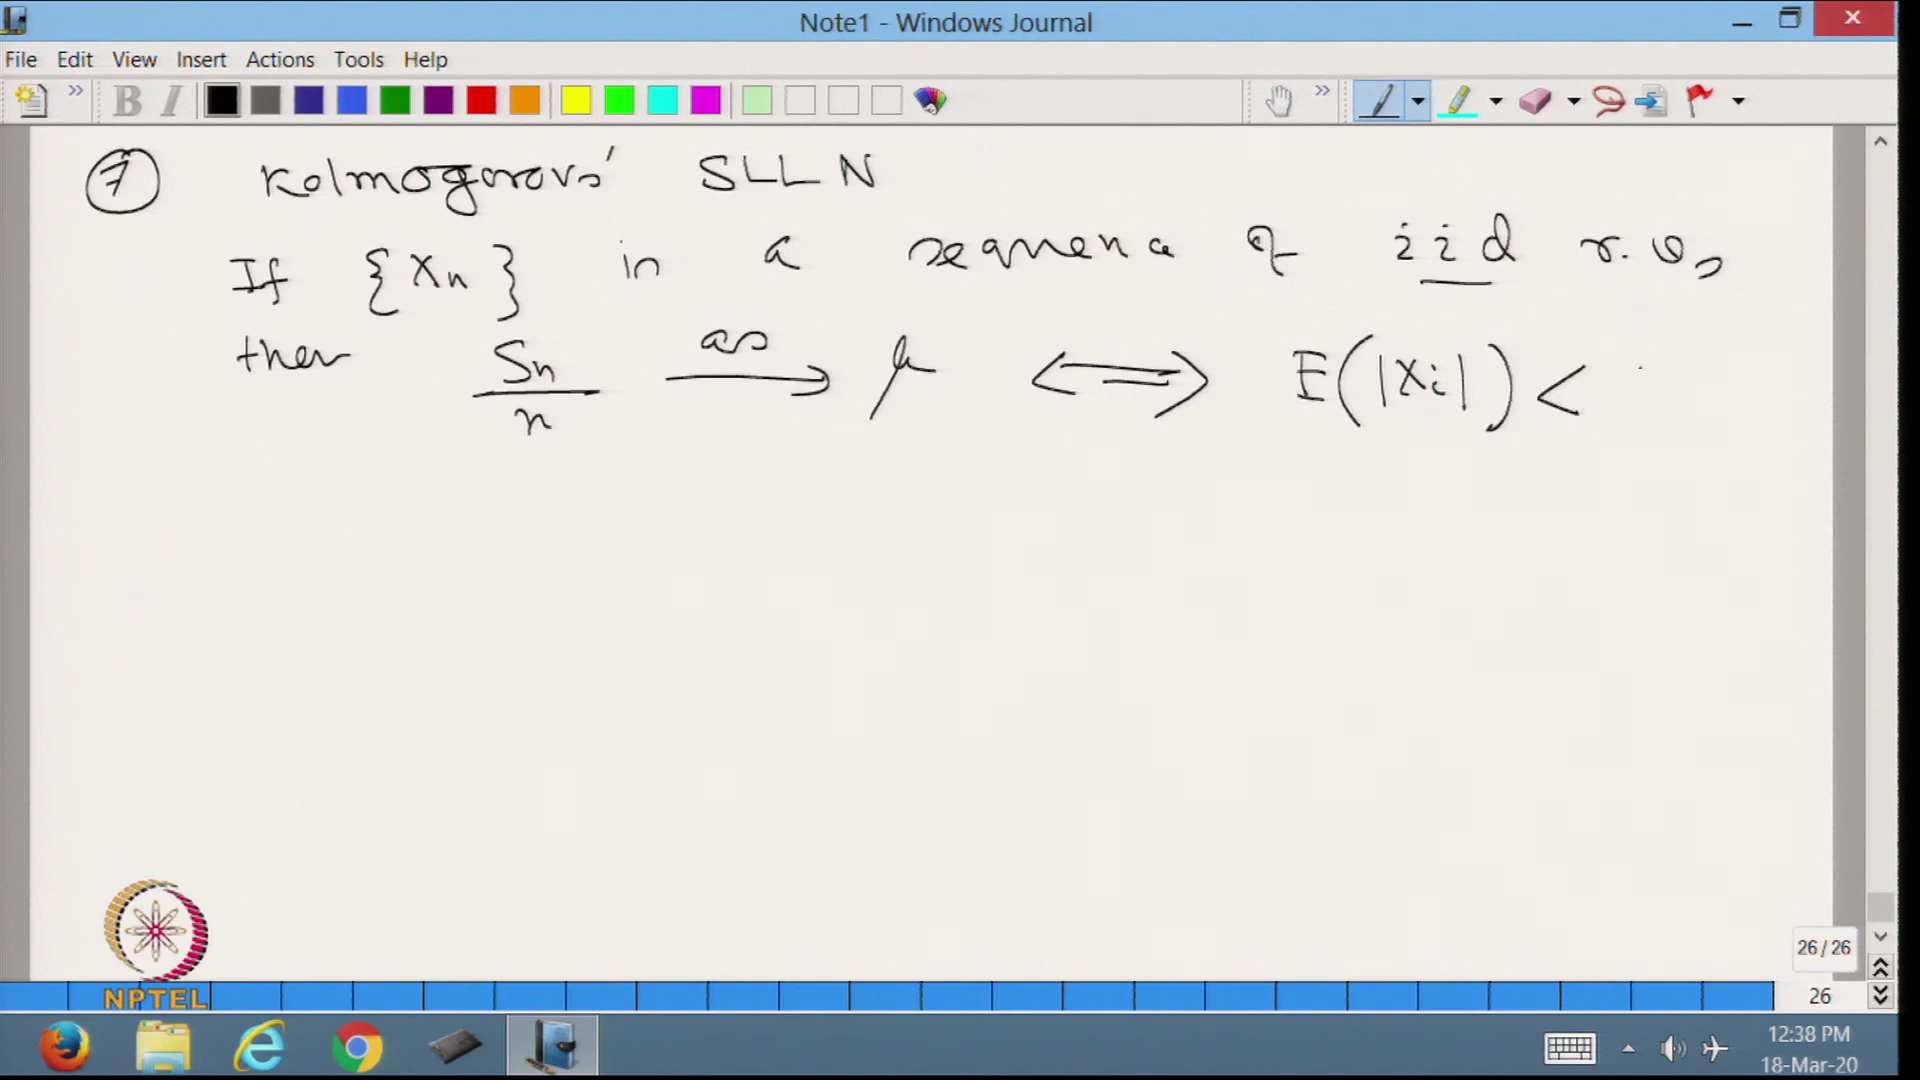 Note1 - Windows Journal
File Edit View Insert Actions Tools Help
B I
7 Kolmogorovs' SLLN
If {Xn} is a sequence of iid r.v,
then Sn/n as→ μ ⟺ E(|Xi|) <
NPTEL
26 / 26
26
12:38 PM
18-Mar-20